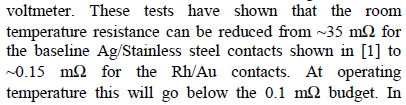 voltmeter. These tests have shown that the room
temperature resistance can be reduced from ~35 mΩ for
the baseline Ag/Stainless steel contacts shown in [1] to
~0.15 mΩ for the Rh/Au contacts. At operating
temperature this will go below the 0.1 mΩ budget. In